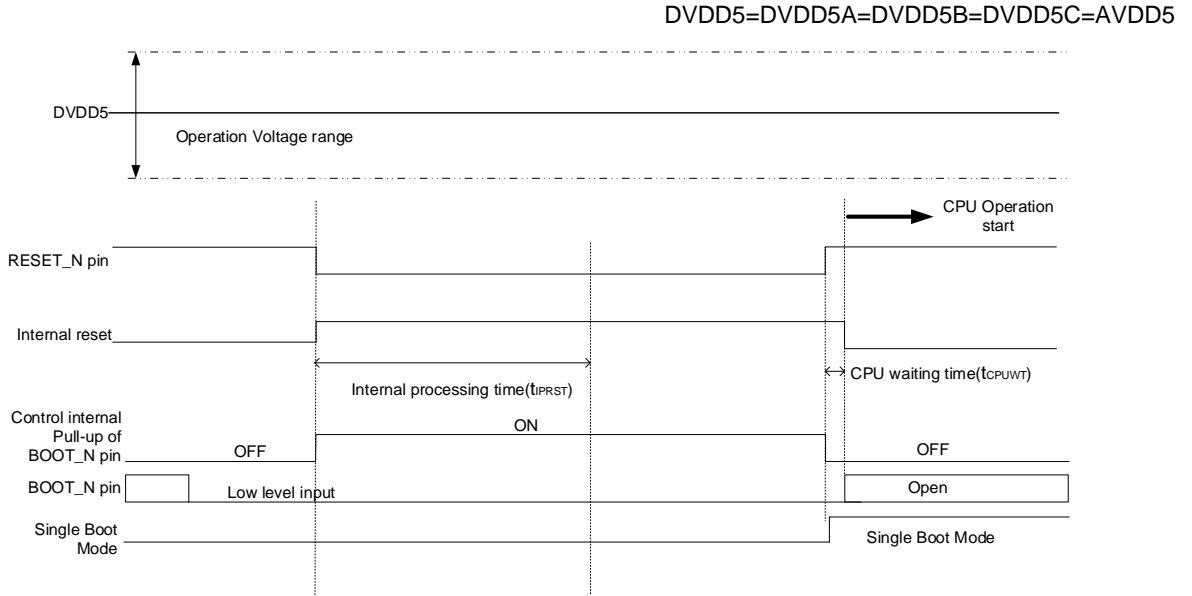 DVDD5=DVDD5A=DVDD5B=DVDD5C=AVDD5
DVDD5
Operation Voltage range
CPU Operation
start
RESET_N pin
Internal reset
Internal processing time(tIPRST)
CPU waiting time(tCPUWT)
Control internal
Pull-up of
BOOT_N pin
OFF
ON
OFF
BOOT_N pin
Low level input
Open
Single Boot
Mode
Single Boot Mode